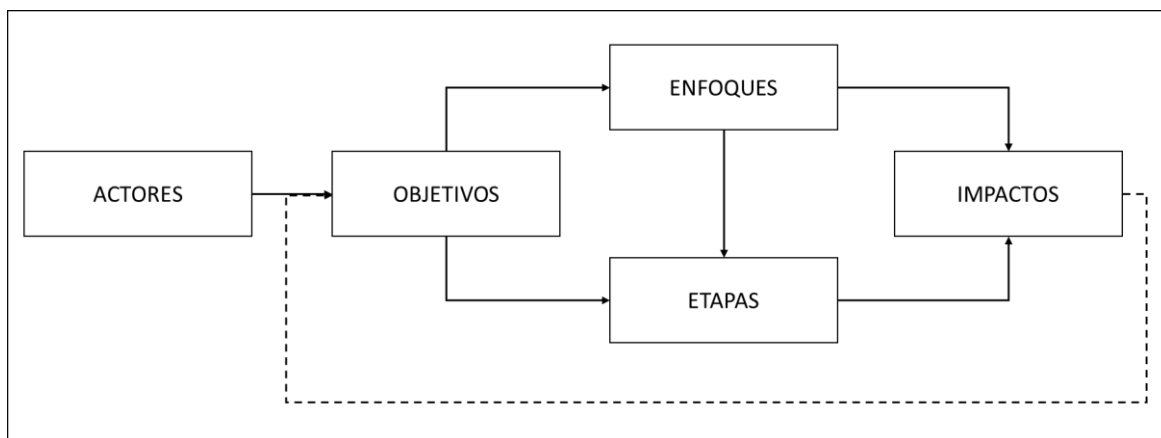 ENFOQUES
ACTORES
OBJETIVOS
IMPACTOS
ETAPAS